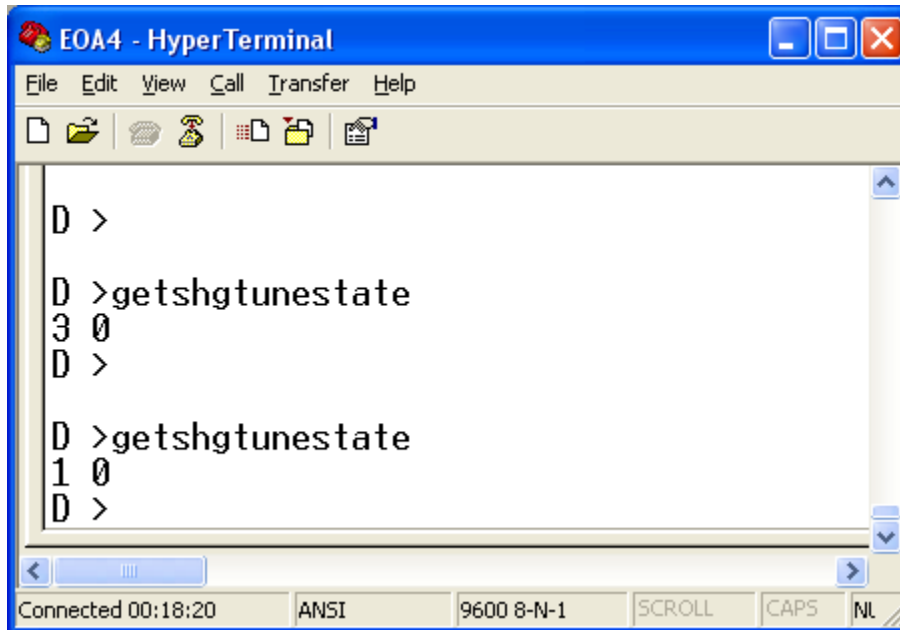 EOA4 - HyperTerminal
File Edit View Call Transfer Help
D >
D >getshgtunestate
3 0
D >
D >getshgtunestate
1 0
D >
Connected 00:18:20 ANSI 9600 8-N-1 SCROLL CAPS